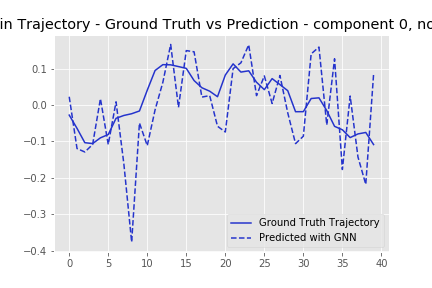 in Trajectory - Ground Truth vs Prediction - component 0, no
0.1
0.0
−0.1
−0.2
−0.3
−0.4
0 5 10 15 20 25 30 35 40
Ground Truth Trajectory
Predicted with GNN